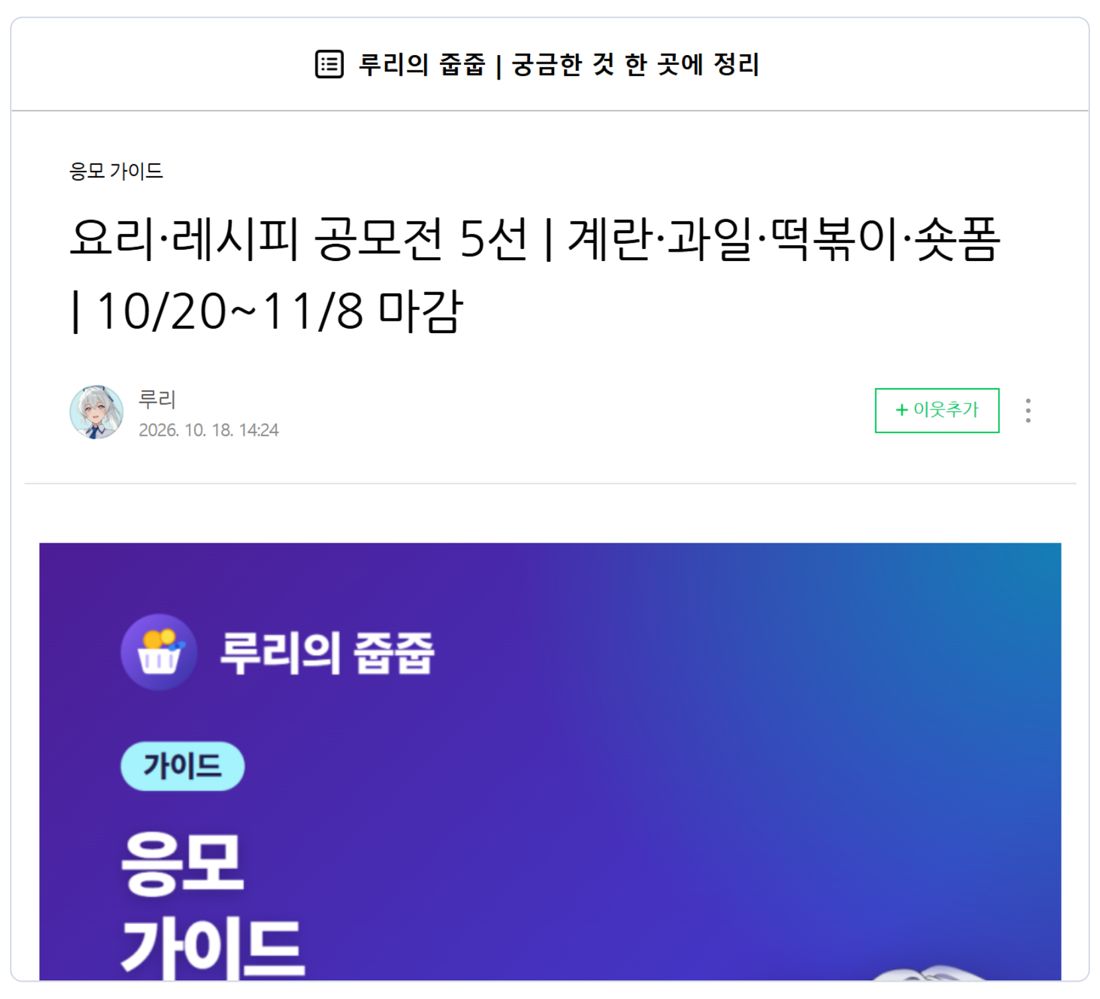 루리의 줍줍 | 궁금한 것 한 곳에 정리
응모 가이드
요리·레시피 공모전 5선 | 계란·과일·떡볶이·숏폼
| 10/20~11/8 마감
루리
2026. 10. 18. 14:24
+ 이웃추가
루리의 줍줍
가이드
응모
가이드